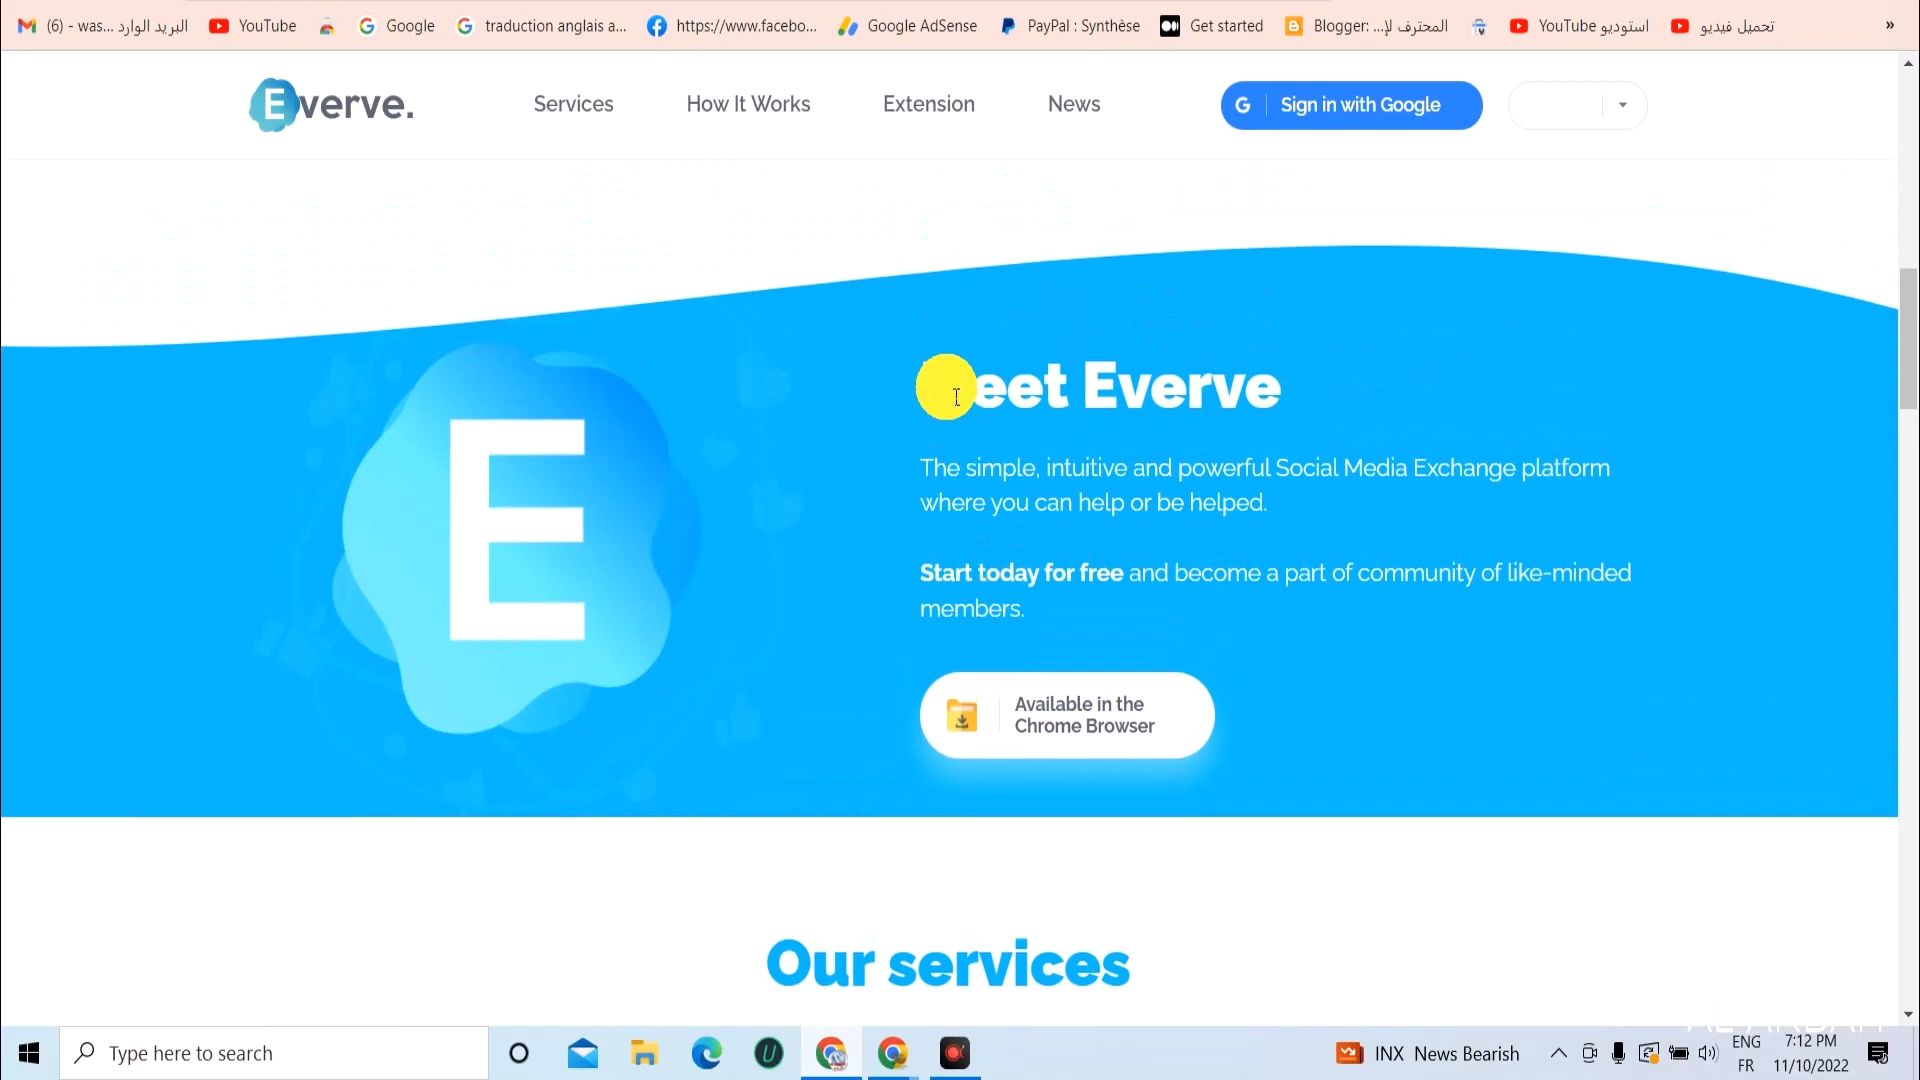 (6) - was... البريد الوارد
YouTube
Google
traduction anglais a...
https://www.facebo...
Google AdSense
PayPal : Synthèse
Get started
Blogger: ...المحترف لإ
YouTube استوديو
تحميل فيديو
»
Everve.
Services
How It Works
Extension
News
G
Sign in with Google
eet Everve
The simple, intuitive and powerful Social Media Exchange platform
where you can help or be helped.
Start today for free and become a part of community of like-minded
members.
E
Available in the
Chrome Browser
Our services
Type here to search
INX News Bearish
ENG
FR
7:12 PM
11/10/2022